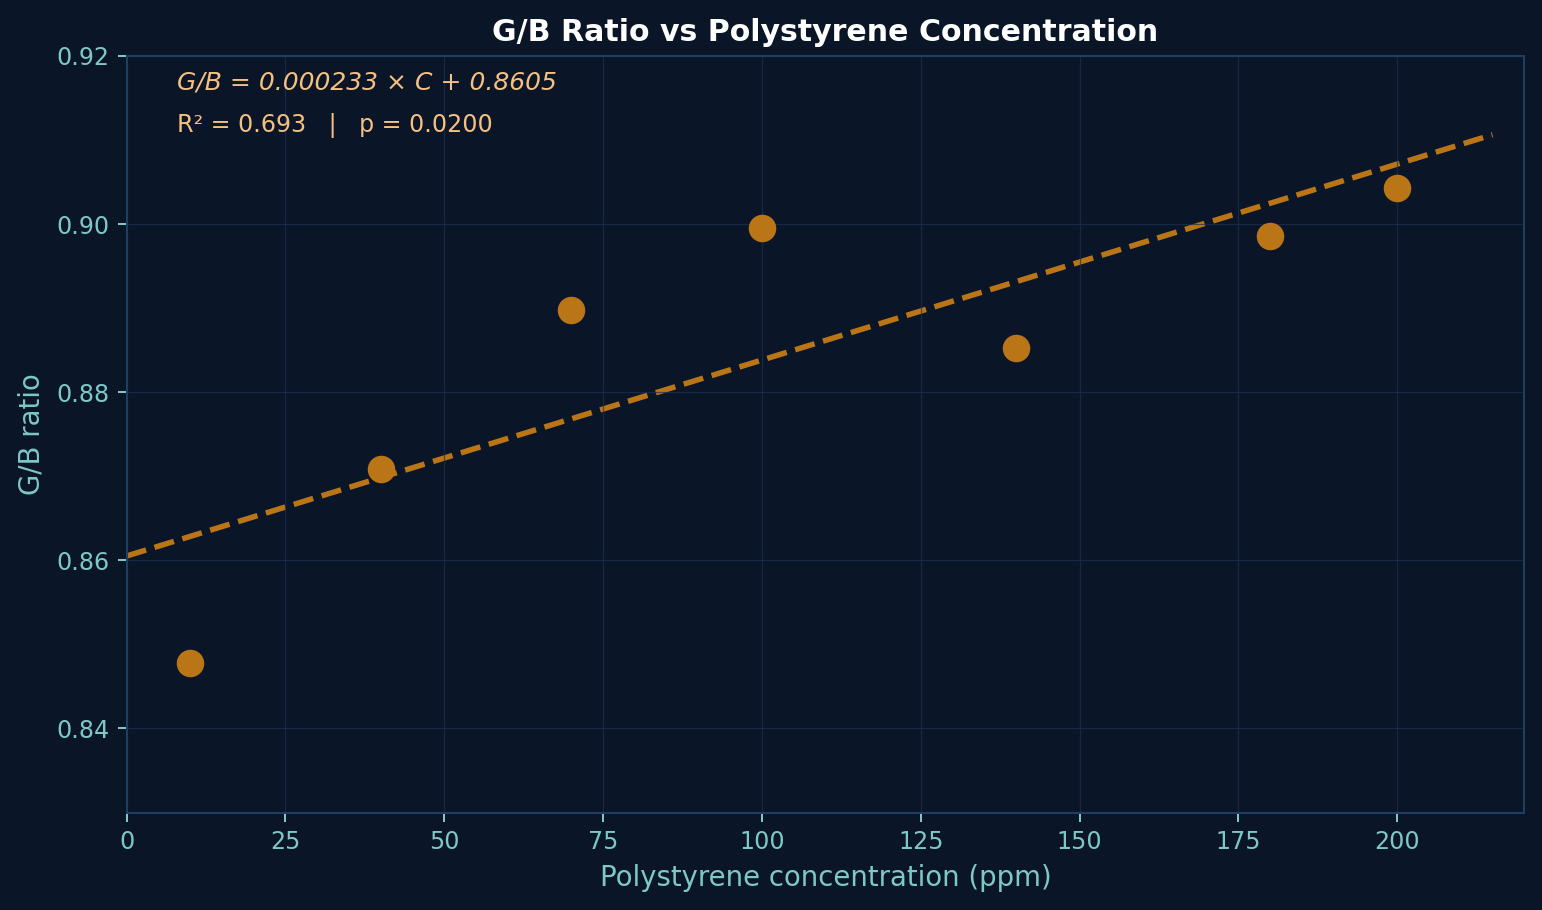 G/B Ratio vs Polystyrene Concentration
G/B = 0.000233 × C + 0.8605
R² = 0.693 | p = 0.0200
0.92
0.90
0.88
0.86
0.84
G/B ratio
0 25 50 75 100 125 150 175 200
Polystyrene concentration (ppm)